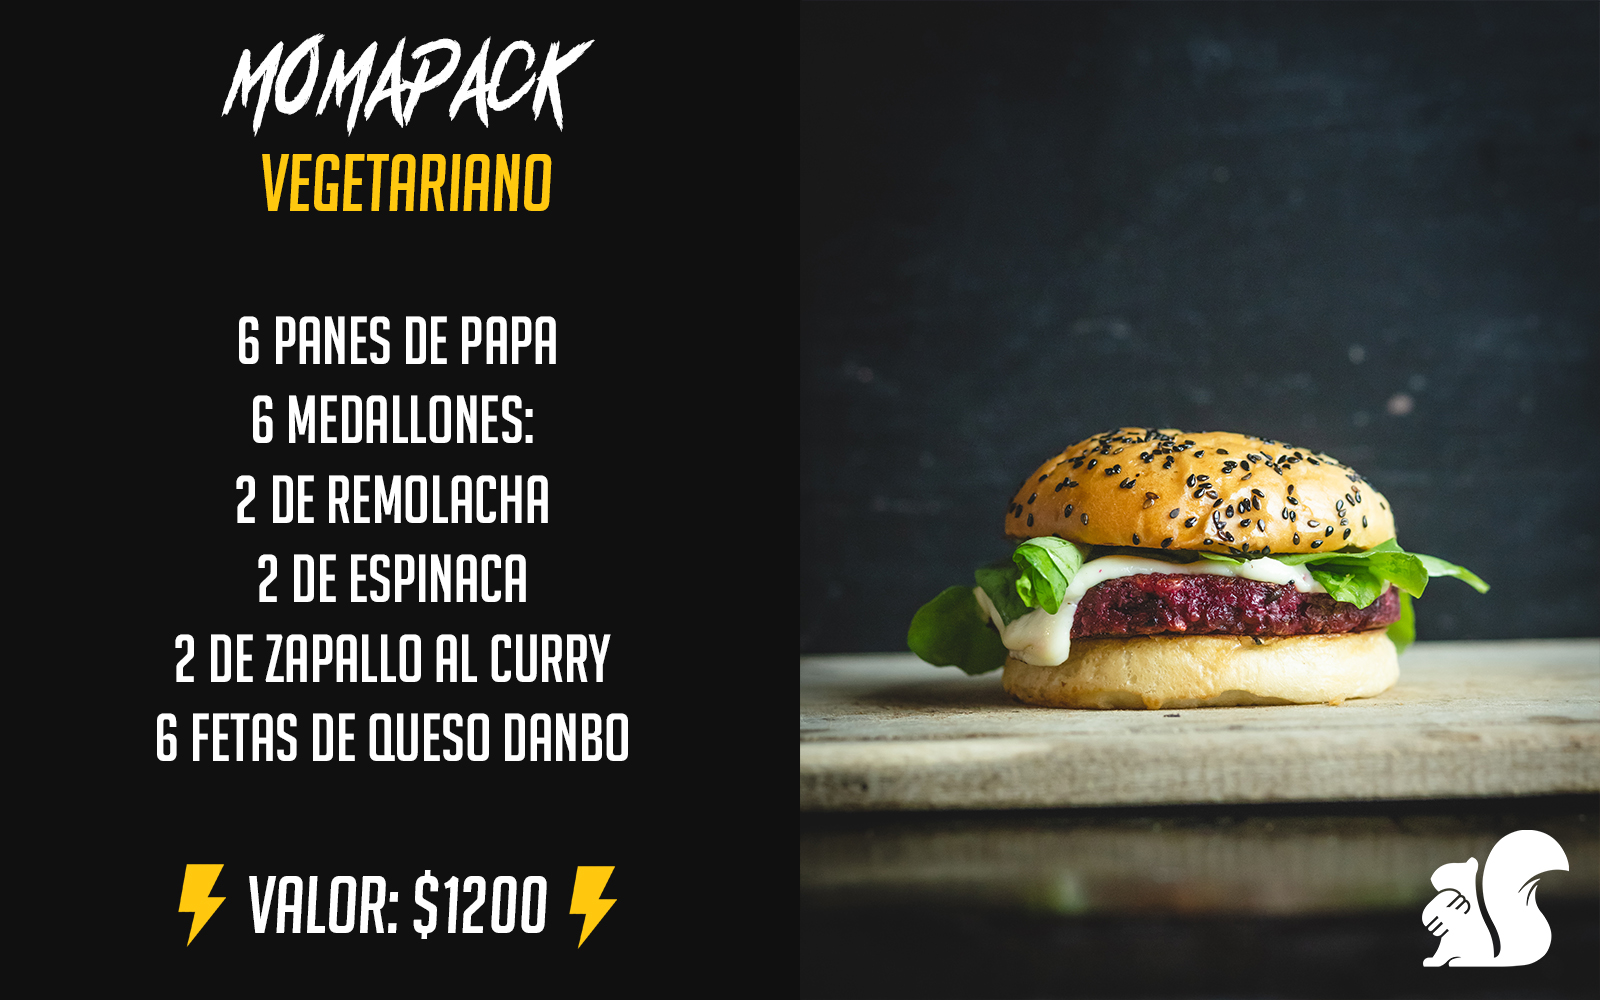 MOMAPACK
VEGETARIANO
6 PANES DE PAPA
6 MEDALLONES:
2 DE REMOLACHA
2 DE ESPINACA
2 DE ZAPALLO AL CURRY
6 FETAS DE QUESO DANBO
VALOR: $1200